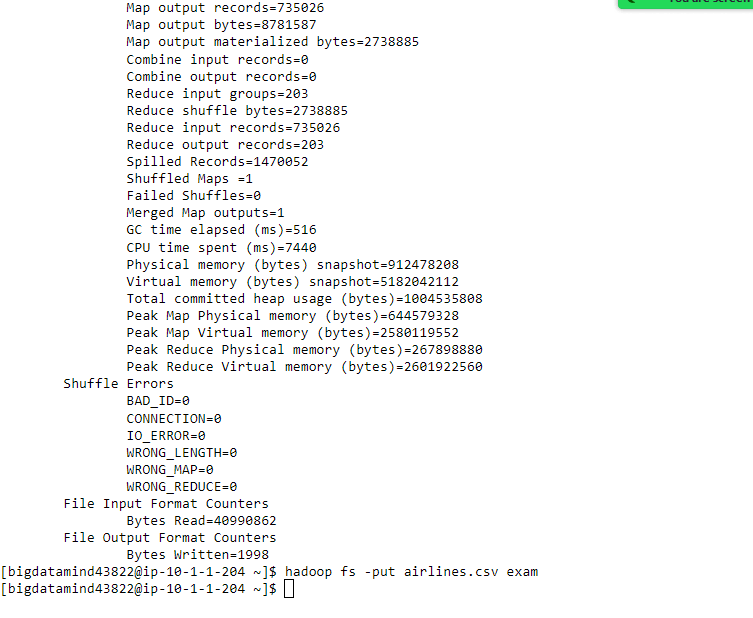 You are screen
Map output records=735026
Map output bytes=8781587
Map output materialized bytes=2738885
Combine input records=0
Combine output records=0
Reduce input groups=203
Reduce shuffle bytes=2738885
Reduce input records=735026
Reduce output records=203
Spilled Records=1470052
Shuffled Maps =1
Failed Shuffles=0
Merged Map outputs=1
GC time elapsed (ms)=516
CPU time spent (ms)=7440
Physical memory (bytes) snapshot=912478208
Virtual memory (bytes) snapshot=5182042112
Total committed heap usage (bytes)=1004535808
Peak Map Physical memory (bytes)=644579328
Peak Map Virtual memory (bytes)=2580119552
Peak Reduce Physical memory (bytes)=267898880
Peak Reduce Virtual memory (bytes)=2601922560
Shuffle Errors
BAD_ID=0
CONNECTION=0
IO_ERROR=0
WRONG_LENGTH=0
WRONG_MAP=0
WRONG_REDUCE=0
File Input Format Counters
Bytes Read=40990862
File Output Format Counters
Bytes Written=1998
[bigdatamind43822@ip-10-1-1-204 ~]$ hadoop fs -put airlines.csv exam
[bigdatamind43822@ip-10-1-1-204 ~]$